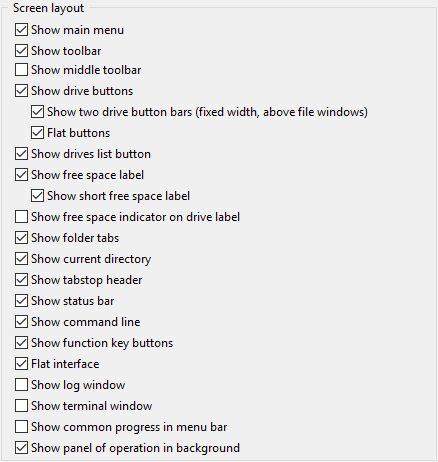 Screen layout
Show main menu
Show toolbar
Show middle toolbar
Show drive buttons
Show two drive button bars (fixed width, above file windows)
Flat buttons
Show drives list button
Show free space label
Show short free space label
Show free space indicator on drive label
Show folder tabs
Show current directory
Show tabstop header
Show status bar
Show command line
Show function key buttons
Flat interface
Show log window
Show terminal window
Show common progress in menu bar
Show panel of operation in background